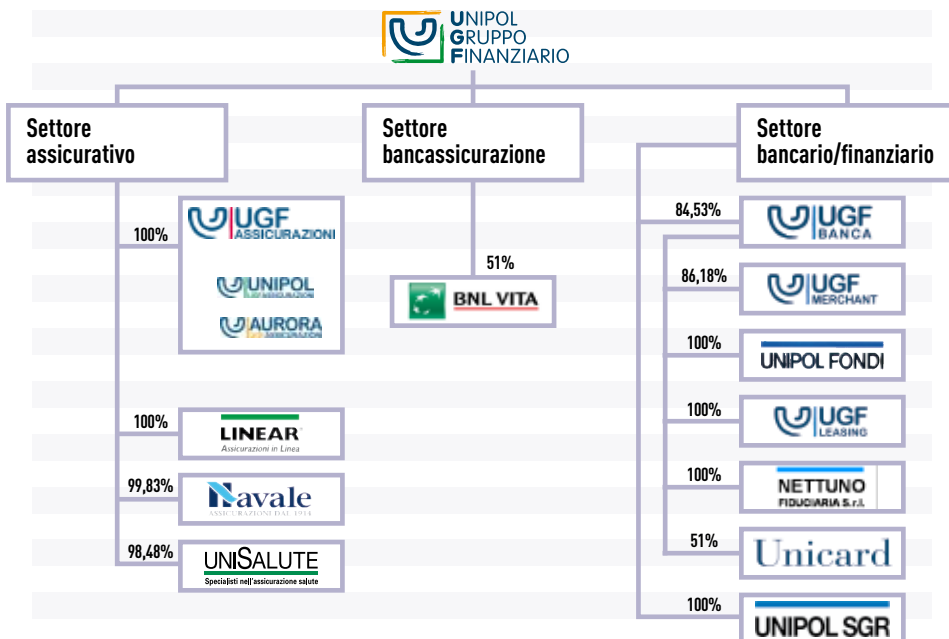 UNIPOL
GRUPPO
FINANZIARIO
Settore
assicurativo
100%
UGF
ASSICURAZIONI
UNIPOL
ASSICURAZIONI
AURORA
ASSICURAZIONI
100%
LINEAR
Assicurazioni in Linea
99,83%
Navale
ASSICURAZIONI DAL 1914
98,48%
UNISALUTE
Specialisti nell'assicurazione salute
Settore
bancassicurazione
51%
BNL VITA
Settore
bancario/finanziario
84,53%
UGF
BANCA
86,18%
UGF
MERCHANT
100%
UNIPOL FONDI
100%
UGF
LEASING
100%
NETTUNO
FIDUCIARIA S.r.l.
51%
Unicard
100%
UNIPOL SGR